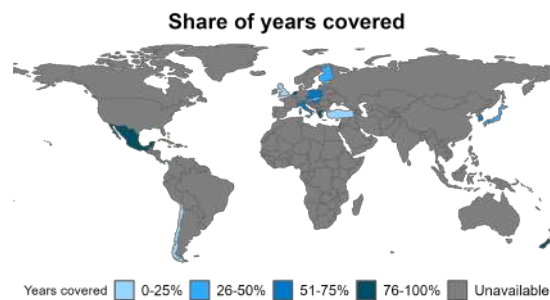 Share of years covered
Years covered 0-25% 26-50% 51-75% 76-100% Unavailable